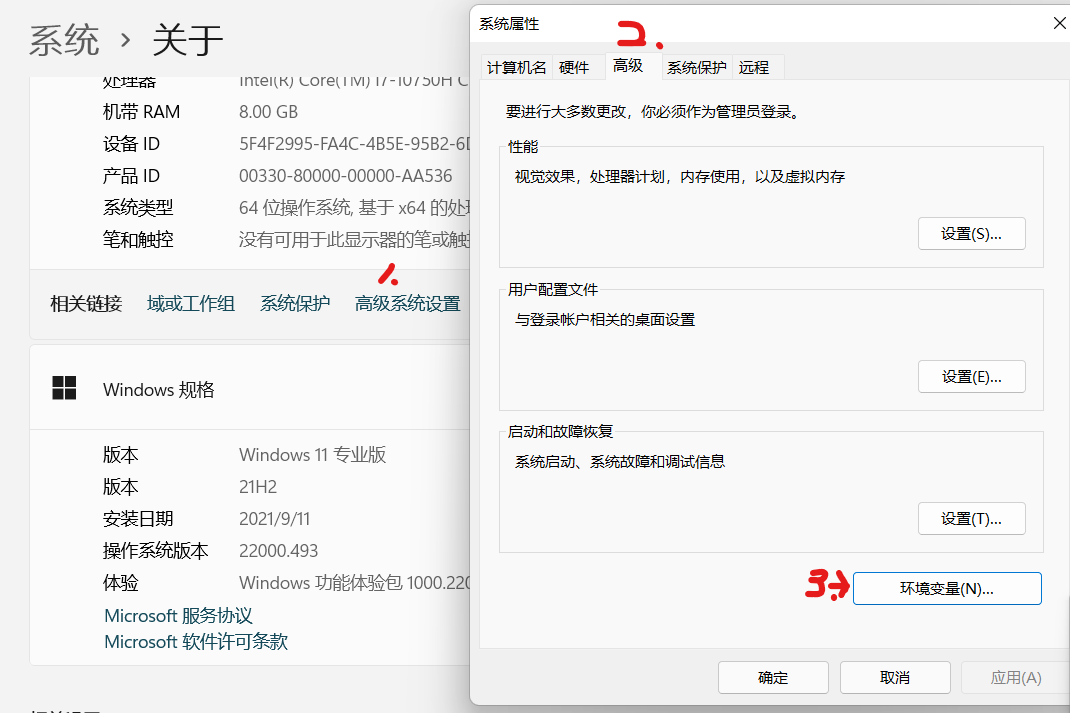 系统 › 关于
处理器 Intel(R) Core(TM) i7-10750H C
机带 RAM 8.00 GB
设备 ID 5F4F2995-FA4C-4B5E-95B2-6
产品 ID 00330-80000-00000-AA536
系统类型 64 位操作系统, 基于 x64 的处
笔和触控 没有可用于此显示器的笔或触
1.
相关链接 域或工作组 系统保护 高级系统设置
Windows 规格
版本 Windows 11 专业版
版本 21H2
安装日期 2021/9/11
操作系统版本 22000.493
体验 Windows 功能体验包 1000.220
Microsoft 服务协议
Microsoft 软件许可条款
系统属性
2.
计算机名 硬件 高级 系统保护 远程
要进行大多数更改，你必须作为管理员登录。
性能
视觉效果，处理器计划，内存使用，以及虚拟内存
设置(S)...
用户配置文件
与登录帐户相关的桌面设置
设置(E)...
启动和故障恢复
系统启动、系统故障和调试信息
设置(T)...
3.→ 环境变量(N)...
确定 取消 应用(A)